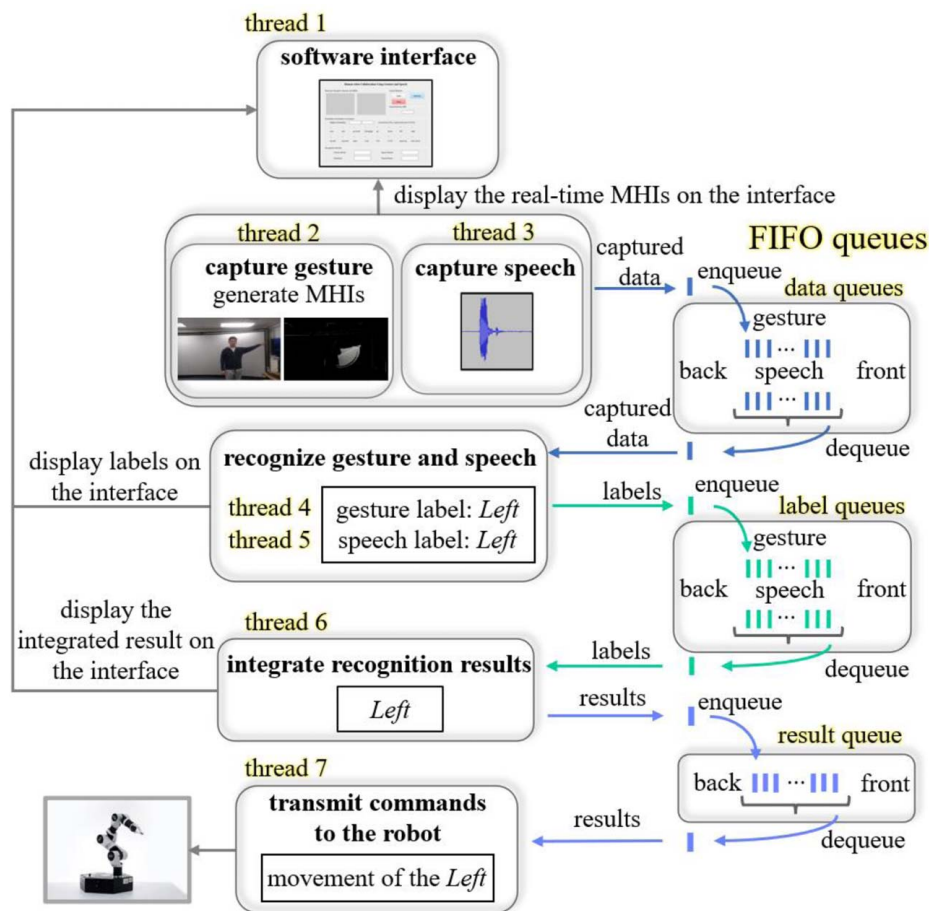 thread 1
software interface
display the real-time MHIs on the interface
thread 2
thread 3
capture gesture
generate MHIs
capture speech
captured
data
FIFO queues
enqueue
data queues
gesture
back
speech
front
captured
data
dequeue
display labels on
the interface
recognize gesture and speech
thread 4
gesture label: Left
thread 5
speech label: Left
labels
enqueue
label queues
gesture
back
speech
front
labels
dequeue
display the
integrated result on
the interface
thread 6
integrate recognition results
Left
results
enqueue
result queue
back
front
dequeue
results
thread 7
transmit commands
to the robot
movement of the Left